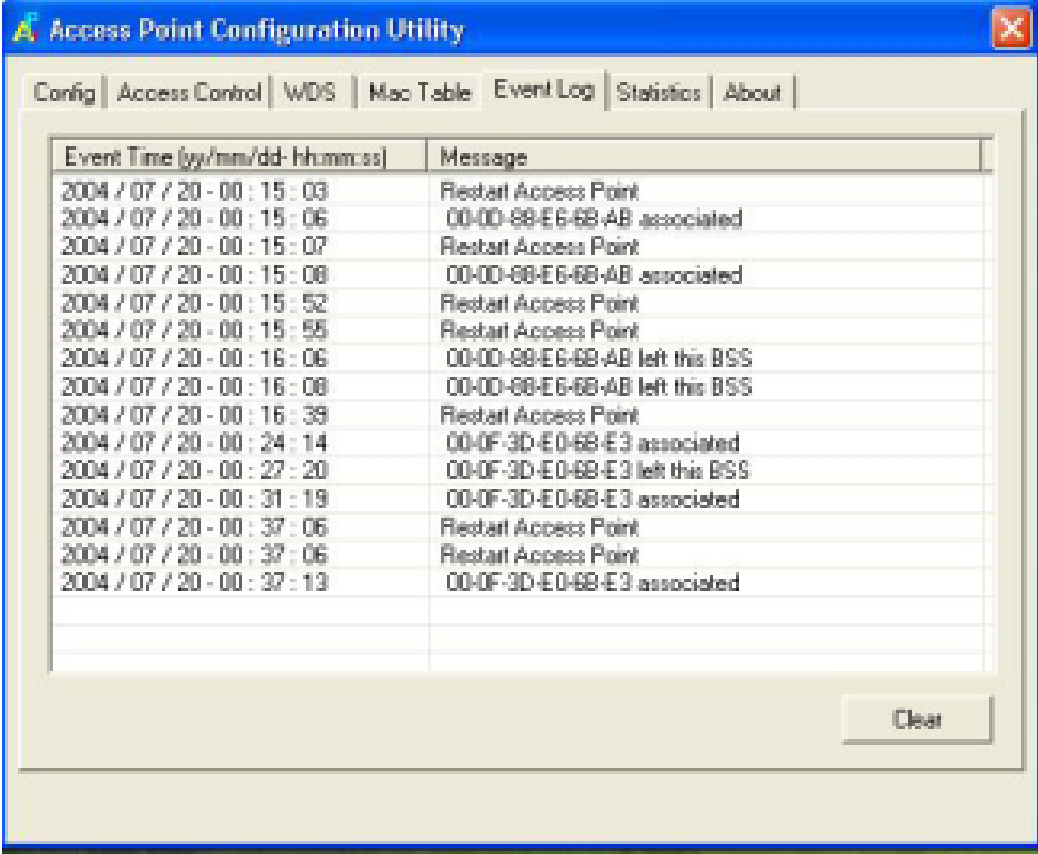 Access Point Configuration Utility
Config Access Control WDS Mac Table Event Log Statistics About
Event Time (yy/mm/dd- hh:mm:ss) Message
2004 / 07 / 20 - 00 : 15 : 03 Restart Access Point
2004 / 07 / 20 - 00 : 15 : 06 00-0D-88-E6-6B-AB associated
2004 / 07 / 20 - 00 : 15 : 07 Restart Access Point
2004 / 07 / 20 - 00 : 15 : 08 00-0D-88-E6-6B-AB associated
2004 / 07 / 20 - 00 : 15 : 52 Restart Access Point
2004 / 07 / 20 - 00 : 15 : 55 Restart Access Point
2004 / 07 / 20 - 00 : 16 : 06 00-0D-88-E6-6B-AB left this BSS
2004 / 07 / 20 - 00 : 16 : 08 00-0D-88-E6-6B-AB left this BSS
2004 / 07 / 20 - 00 : 16 : 39 Restart Access Point
2004 / 07 / 20 - 00 : 24 : 14 00-0F-3D-E0-6B-E3 associated
2004 / 07 / 20 - 00 : 27 : 20 00-0F-3D-E0-6B-E3 left this BSS
2004 / 07 / 20 - 00 : 31 : 19 00-0F-3D-E0-6B-E3 associated
2004 / 07 / 20 - 00 : 37 : 06 Restart Access Point
2004 / 07 / 20 - 00 : 37 : 06 Restart Access Point
2004 / 07 / 20 - 00 : 37 : 13 00-0F-3D-E0-6B-E3 associated
Clear